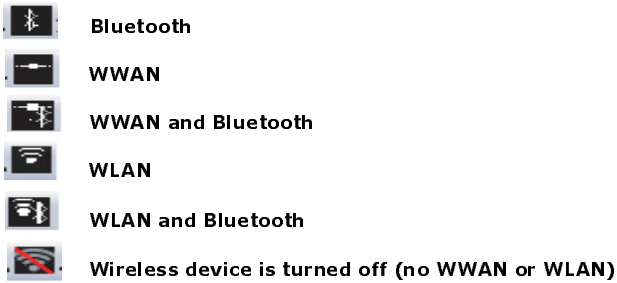 Bluetooth
WWAN
WWAN and Bluetooth
WLAN
WLAN and Bluetooth
Wireless device is turned off (no WWAN or WLAN)